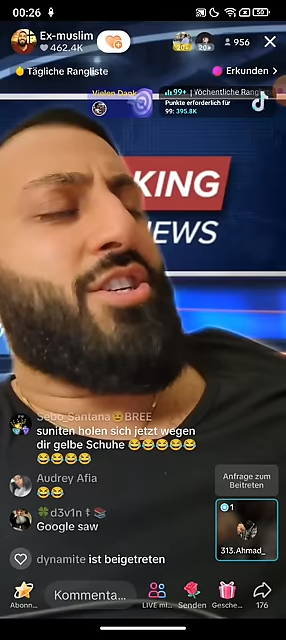 00:26
50
Ex-muslim
462.4K
20+
20+
956
Tägliche Rangliste
Erkunden >
Vielen Dank
99+ | Wöchentliche Rang
Punkte erforderlich für
99: 395.8K
KING
NEWS
Sebo_Santana BREE
suniten holen sich jetzt wegen
dir gelbe Schuhe 😂😂😂😂😂
😂😂😂😂
Audrey Afia
😂😂
🍀 d3v1n ‡ 📚
Google saw
Anfrage zum
Beitreten
1
313.Ahmad_
dynamite ist beigetreten
Abonn...
Kommenta...
LIVE mi...
Senden
Gesche...
176